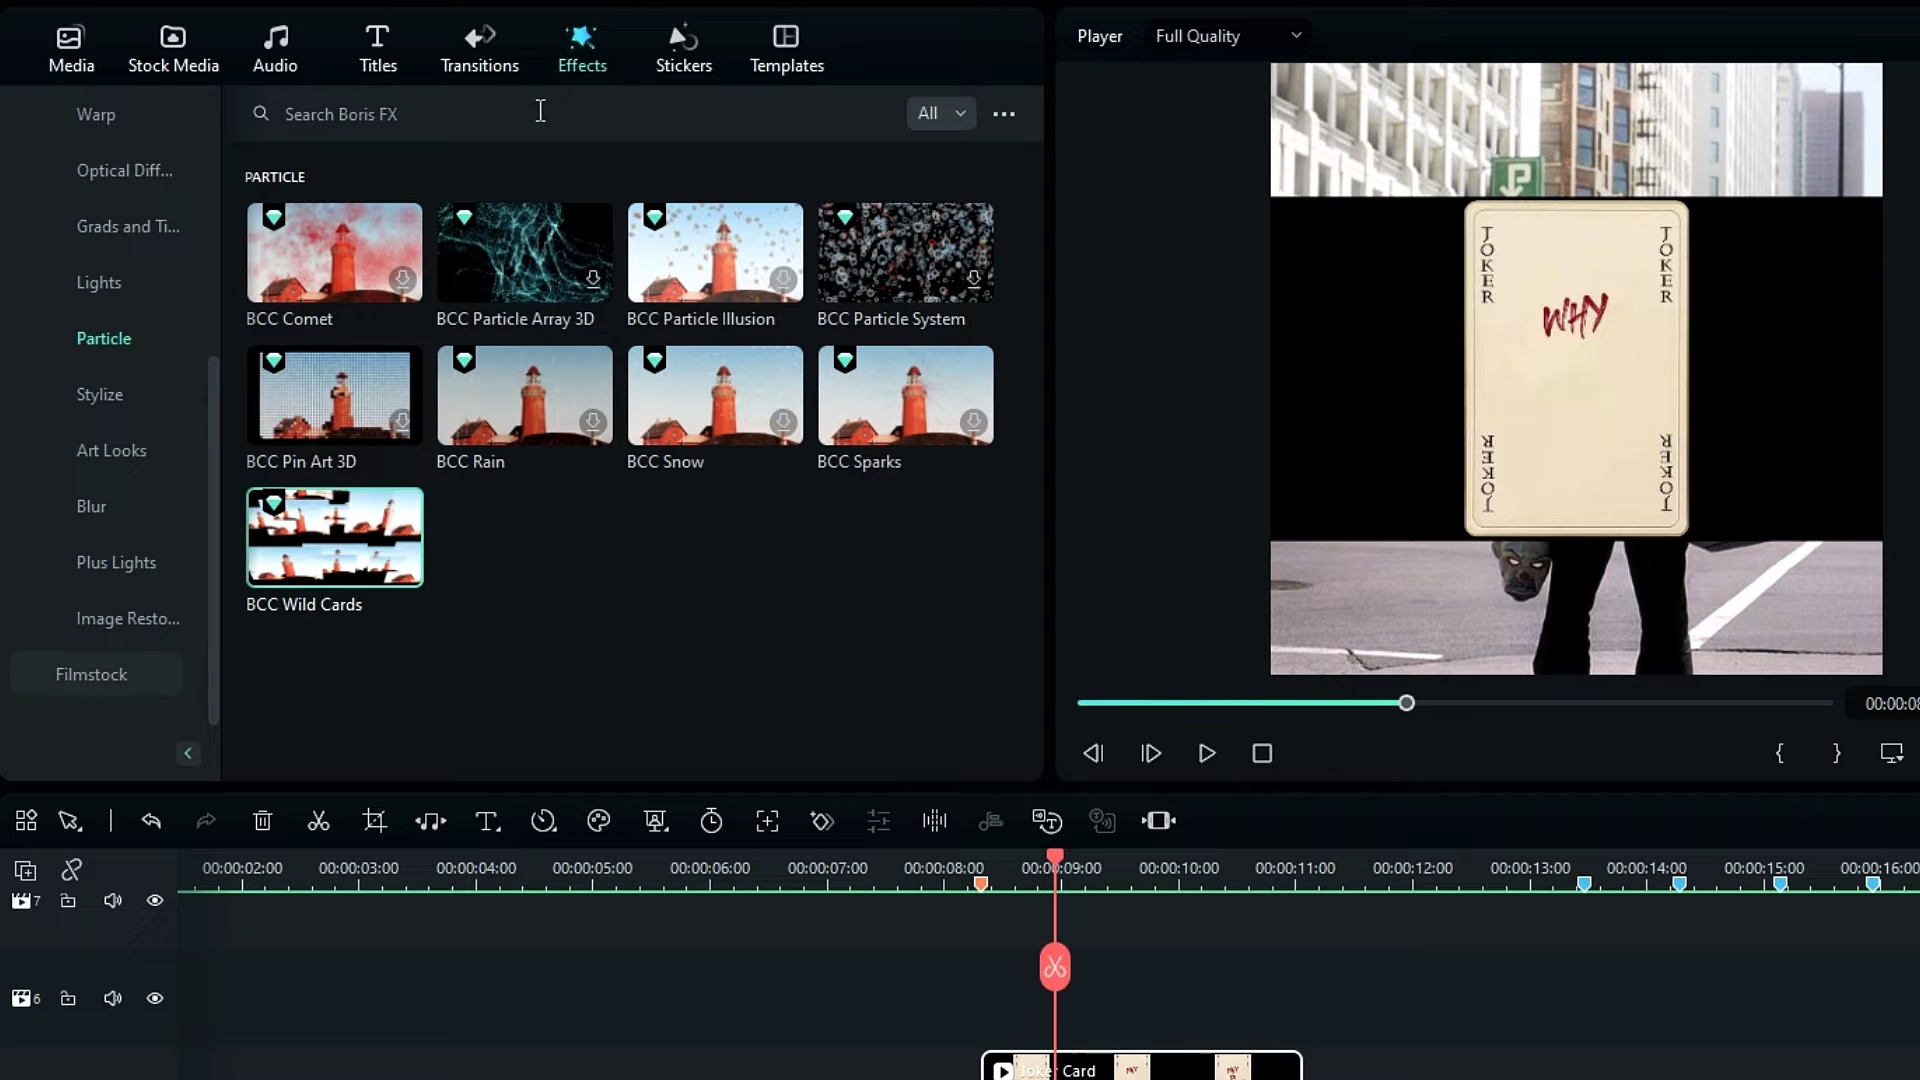 Media
Stock Media
Audio
Titles
Transitions
Effects
Stickers
Templates
Player
Full Quality
Warp
Optical Diff...
Grads and Ti...
Lights
Particle
Stylize
Art Looks
Blur
Plus Lights
Image Resto...
Filmstock
Search Boris FX
All
PARTICLE
BCC Comet
BCC Particle Array 3D
BCC Particle Illusion
BCC Particle System
BCC Pin Art 3D
BCC Rain
BCC Snow
BCC Sparks
BCC Wild Cards
P
JOKER
JOKER
WHY
JOKER
JOKER
00:00:08
{ }
00:00:02:00
00:00:03:00
00:00:04:00
00:00:05:00
00:00:06:00
00:00:07:00
00:00:08:00
00:00:09:00
00:00:10:00
00:00:11:00
00:00:12:00
00:00:13:00
00:00:14:00
00:00:15:00
00:00:16:00
7
6
Joker Card
WHY